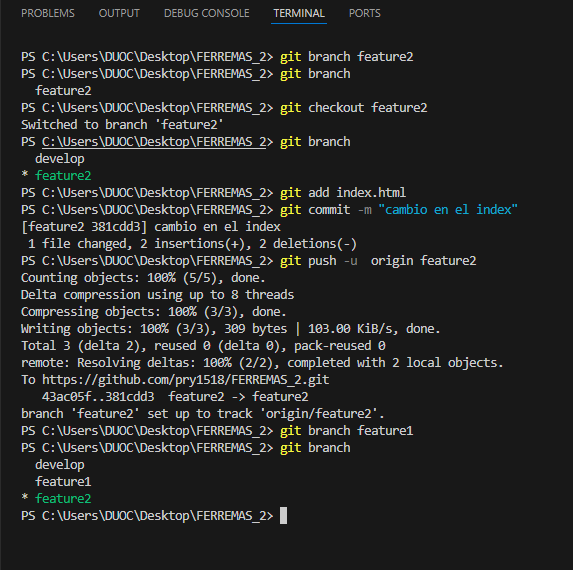 PROBLEMS OUTPUT DEBUG CONSOLE TERMINAL PORTS
PS C:\Users\DUOC\Desktop\FERREMAS_2> git branch feature2
PS C:\Users\DUOC\Desktop\FERREMAS_2> git branch
  feature2
PS C:\Users\DUOC\Desktop\FERREMAS_2> git checkout feature2
Switched to branch 'feature2'
PS C:\Users\DUOC\Desktop\FERREMAS_2> git branch
  develop
* feature2
PS C:\Users\DUOC\Desktop\FERREMAS_2> git add index.html
PS C:\Users\DUOC\Desktop\FERREMAS_2> git commit -m "cambio en el index"
[feature2 381cdd3] cambio en el index
 1 file changed, 2 insertions(+), 2 deletions(-)
PS C:\Users\DUOC\Desktop\FERREMAS_2> git push -u  origin feature2
Counting objects: 100% (5/5), done.
Delta compression using up to 8 threads
Compressing objects: 100% (3/3), done.
Writing objects: 100% (3/3), 309 bytes | 103.00 KiB/s, done.
Total 3 (delta 2), reused 0 (delta 0), pack-reused 0
remote: Resolving deltas: 100% (2/2), completed with 2 local objects.
To https://github.com/pry1518/FERREMAS_2.git
   43ac05f..381cdd3  feature2 -> feature2
branch 'feature2' set up to track 'origin/feature2'.
PS C:\Users\DUOC\Desktop\FERREMAS_2> git branch feature1
PS C:\Users\DUOC\Desktop\FERREMAS_2> git branch
  develop
  feature1
* feature2
PS C:\Users\DUOC\Desktop\FERREMAS_2>